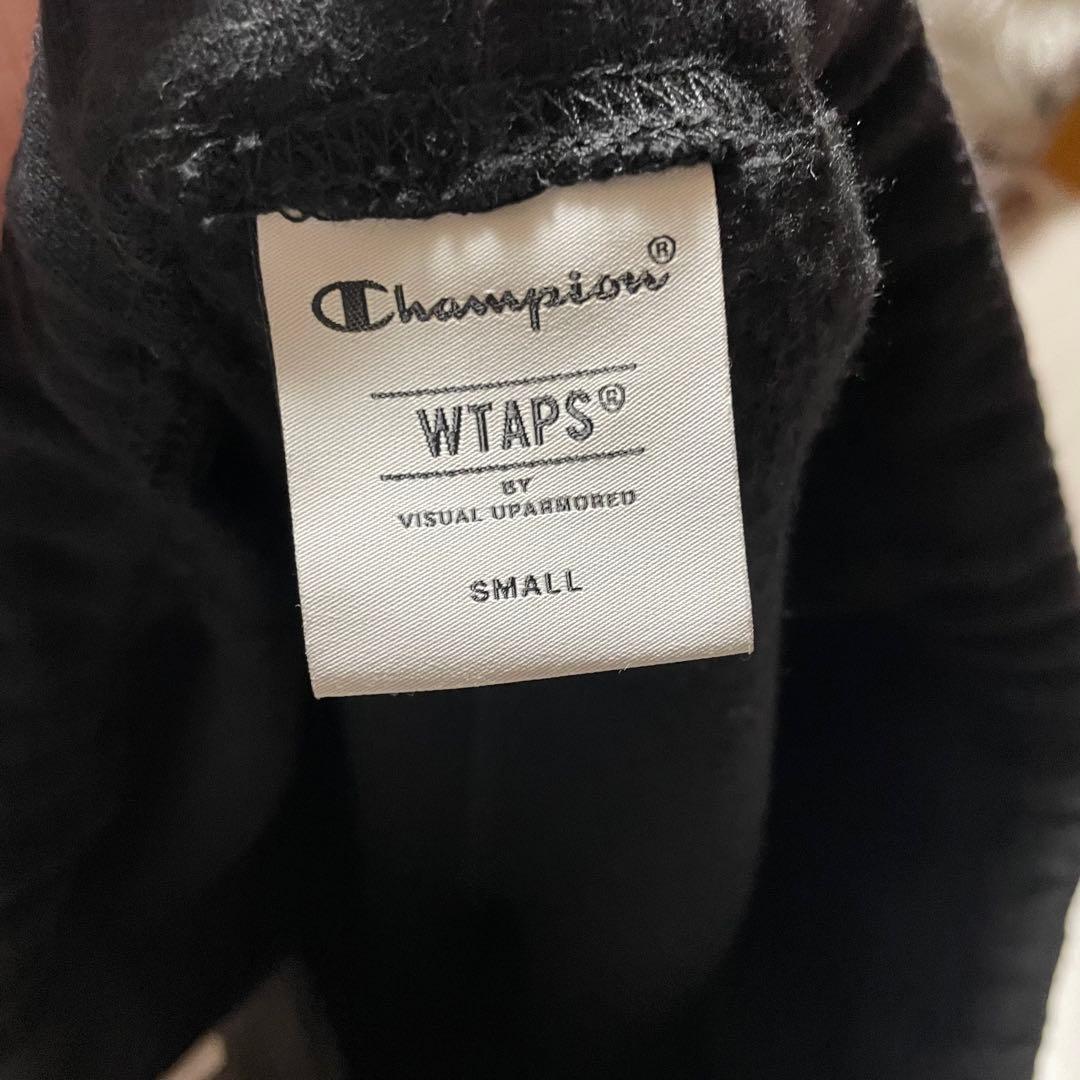 Champion®
WTAPS®
BY
VISUAL UPARMORED
SMALL